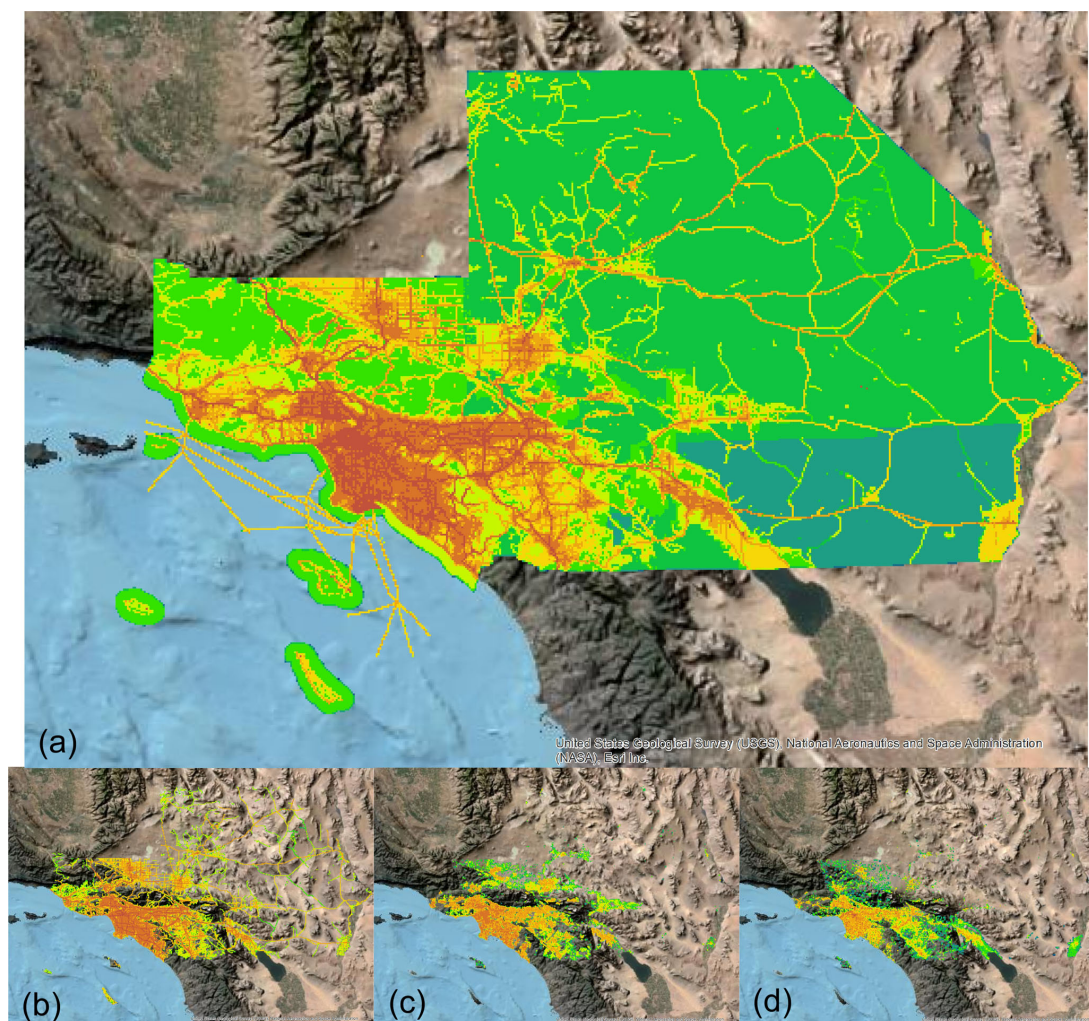 (a)
United States Geological Survey (USGS), National Aeronautics and Space Administration
(NASA), Esri Inc.
(b)
(c)
(d)